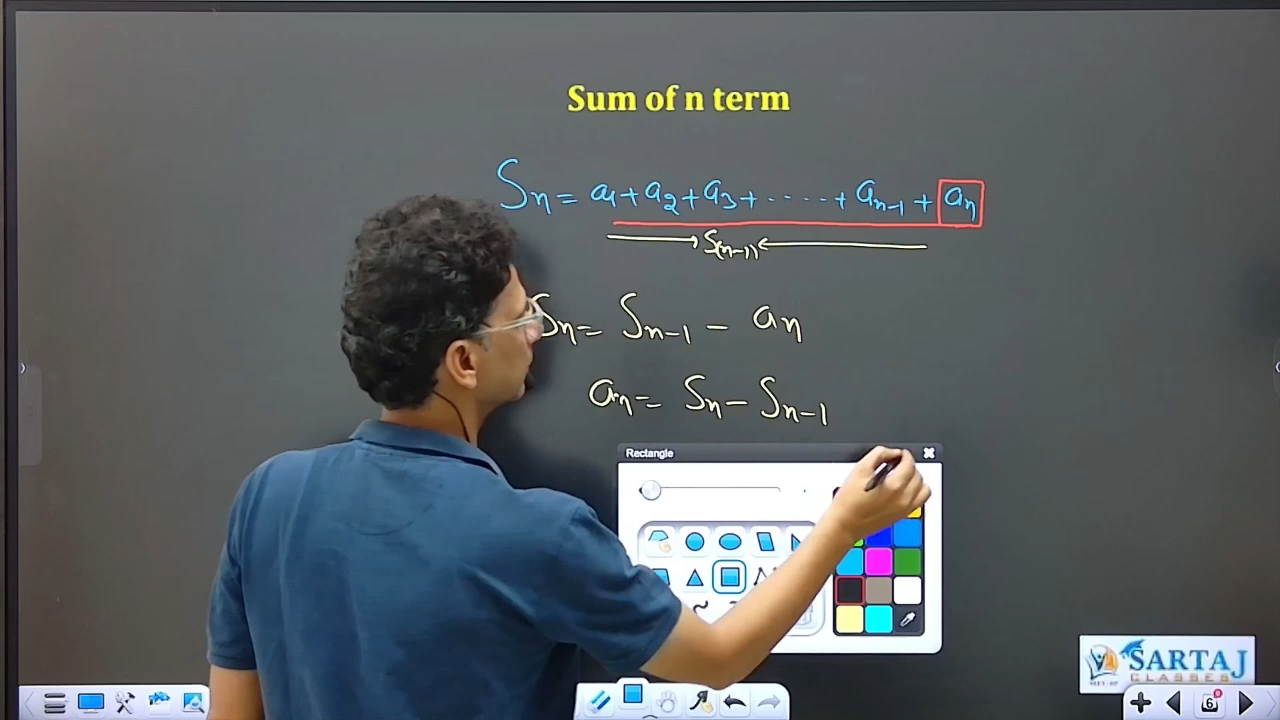 Sum of n term
Sn = a1 + a2 + a3 + ..... + an-1 + an
S(n-1)
Sn = Sn-1 - an
an = Sn - Sn-1
Rectangle
SARTAJ
CLASSES
6